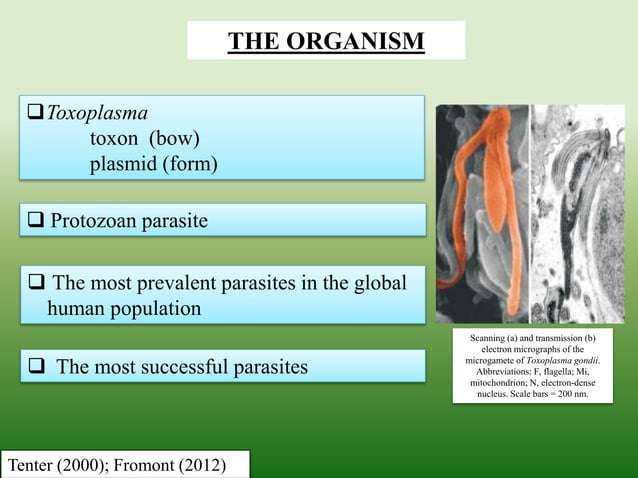 THE ORGANISM
Toxoplasma
toxon (bow)
plasmid (form)
Protozoan parasite
The most prevalent parasites in the global
human population
The most successful parasites
Scanning (a) and transmission (b)
electron micrographs of the
microgamete of Toxoplasma gondii.
Abbreviations: F, flagella; Mi,
mitochondrion; N, electron-dense
nucleus. Scale bars = 200 nm.
Tenter (2000); Fromont (2012)